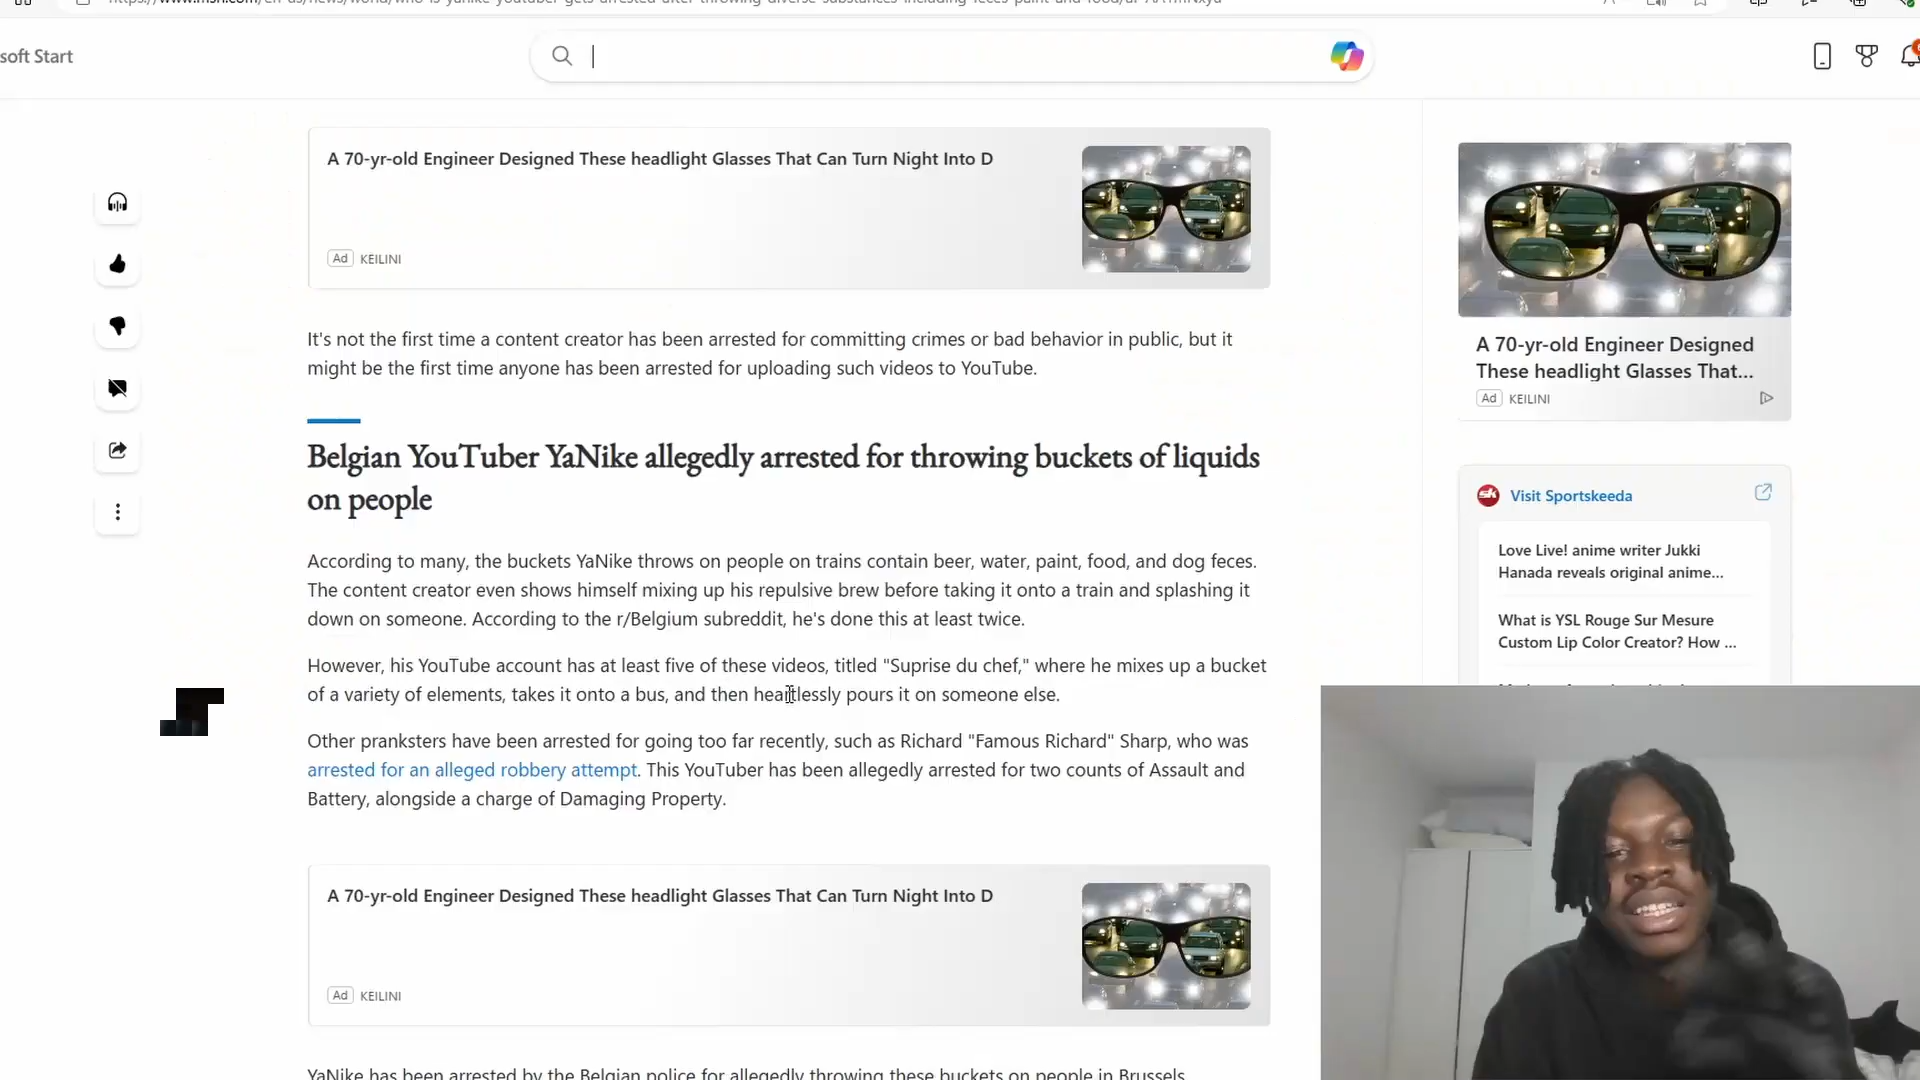 soft Start
A 70-yr-old Engineer Designed These headlight Glasses That Can Turn Night Into D
Ad KEILINI
It's not the first time a content creator has been arrested for committing crimes or bad behavior in public, but it
might be the first time anyone has been arrested for uploading such videos to YouTube.
Belgian YouTuber YaNike allegedly arrested for throwing buckets of liquids
on people
According to many, the buckets YaNike throws on people on trains contain beer, water, paint, food, and dog feces.
The content creator even shows himself mixing up his repulsive brew before taking it onto a train and splashing it
down on someone. According to the r/Belgium subreddit, he's done this at least twice.
However, his YouTube account has at least five of these videos, titled "Suprise du chef," where he mixes up a bucket
of a variety of elements, takes it onto a bus, and then heartlessly pours it on someone else.
Other pranksters have been arrested for going too far recently, such as Richard "Famous Richard" Sharp, who was
arrested for an alleged robbery attempt. This YouTuber has been allegedly arrested for two counts of Assault and
Battery, alongside a charge of Damaging Property.
A 70-yr-old Engineer Designed These headlight Glasses That Can Turn Night Into D
Ad KEILINI
YaNike has been arrested by the Belgian police for allegedly throwing these buckets on people in Brussels.
A 70-yr-old Engineer Designed
These headlight Glasses That...
Ad KEILINI
sk Visit Sportskeeda
Love Live! anime writer Jukki
Hanada reveals original anime...
What is YSL Rouge Sur Mesure
Custom Lip Color Creator? How ...